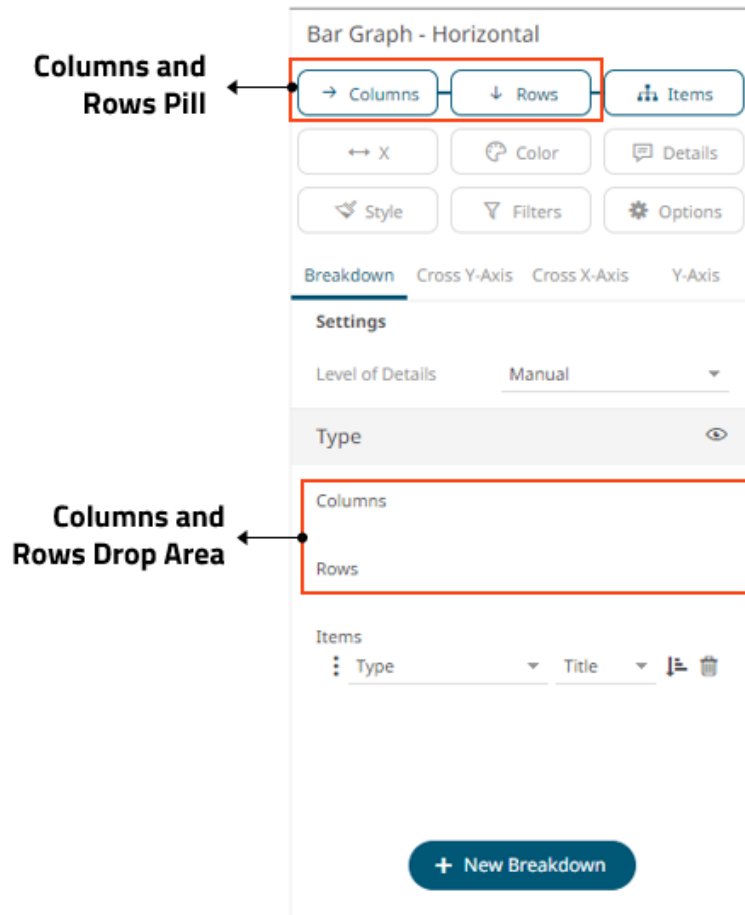 Bar Graph - Horizontal
Columns and
Rows Pill
Columns
Rows
Items
X
Color
Details
Style
Filters
Options
Breakdown Cross Y-Axis Cross X-Axis Y-Axis
Settings
Level of Details Manual
Type
Columns and
Rows Drop Area
Columns
Rows
Items
Type Title
+ New Breakdown